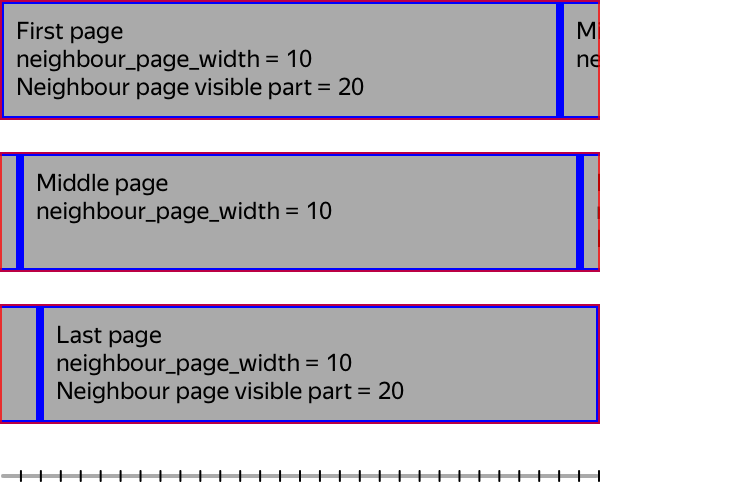 First page
neighbour_page_width = 10
Neighbour page visible part = 20
Mi
ne
Middle page
neighbour_page_width = 10
Last page
neighbour_page_width = 10
Neighbour page visible part = 20